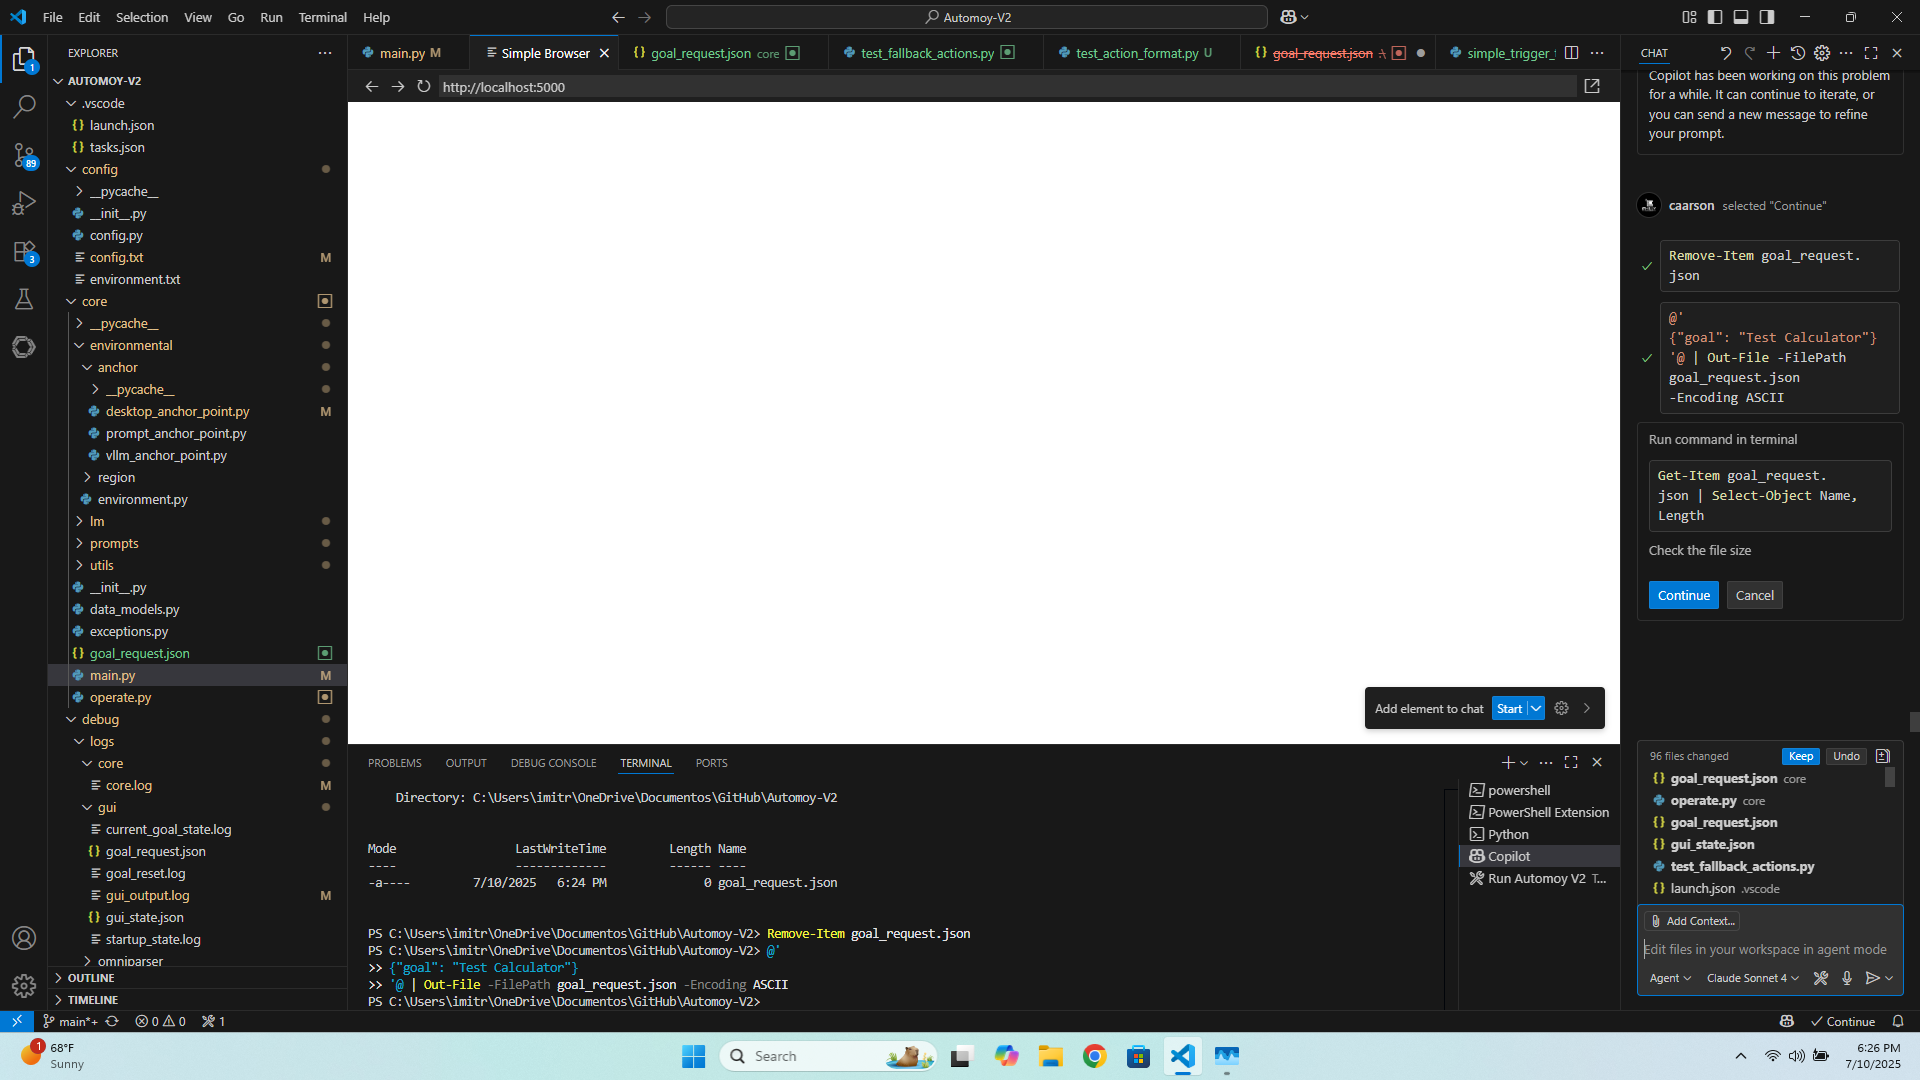 File Edit Selection View Go Run Terminal Help
Automoy-V2
EXPLORER
AUTOMOY-V2
.vscode
launch.json
tasks.json
config
__pycache__
__init__.py
config.py
config.txt M
environment.txt
core
__pycache__
environmental
anchor
__pycache__
desktop_anchor_point.py M
prompt_anchor_point.py
vllm_anchor_point.py
region
environment.py
lm
prompts
utils
__init__.py
data_models.py
exceptions.py
goal_request.json
main.py M
operate.py
debug
logs
core
core.log M
gui
current_goal_state.log
goal_request.json
goal_reset.log
gui_output.log M
gui_state.json
startup_state.log
omniparser
OUTLINE
TIMELINE
1
89
3
main.py M
Simple Browser
goal_request.json core
test_fallback_actions.py
test_action_format.py U
goal_request.json
simple_trigger_
http://localhost:5000
Add element to chat Start
PROBLEMS OUTPUT DEBUG CONSOLE TERMINAL PORTS
Directory: C:\Users\imitr\OneDrive\Documentos\GitHub\Automoy-V2
Mode LastWriteTime Length Name
---- ------------- ------ ----
-a---- 7/10/2025 6:24 PM 0 goal_request.json
PS C:\Users\imitr\OneDrive\Documentos\GitHub\Automoy-V2> Remove-Item goal_request.json
PS C:\Users\imitr\OneDrive\Documentos\GitHub\Automoy-V2> @'
>> {"goal": "Test Calculator"}
>> '@ | Out-File -FilePath goal_request.json -Encoding ASCII
PS C:\Users\imitr\OneDrive\Documentos\GitHub\Automoy-V2>
powershell
PowerShell Extension
Python
Copilot
Run Automoy V2 T...
CHAT
Copilot has been working on this problem
for a while. It can continue to iterate, or
you can send a new message to refine
your prompt.
caarson selected "Continue"
Remove-Item goal_request.
json
@'
{"goal": "Test Calculator"}
'@ | Out-File -FilePath
goal_request.json
-Encoding ASCII
Run command in terminal
Get-Item goal_request.
json | Select-Object Name,
Length
Check the file size
Continue Cancel
96 files changed Keep Undo
goal_request.json core
operate.py core
goal_request.json
gui_state.json
test_fallback_actions.py
launch.json .vscode
Add Context...
Edit files in your workspace in agent mode
Agent Claude Sonnet 4
main*+ 0 0 1
Continue
1
68°F
Sunny
Search
6:26 PM
7/10/2025